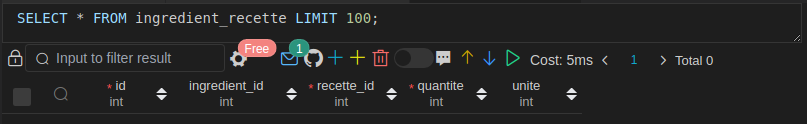 SELECT * FROM ingredient_recette LIMIT 100;
Input to filter result Free 1 Cost: 5ms 1 Total 0
* id ingredient_id * recette_id * quantite unite
int int int int int